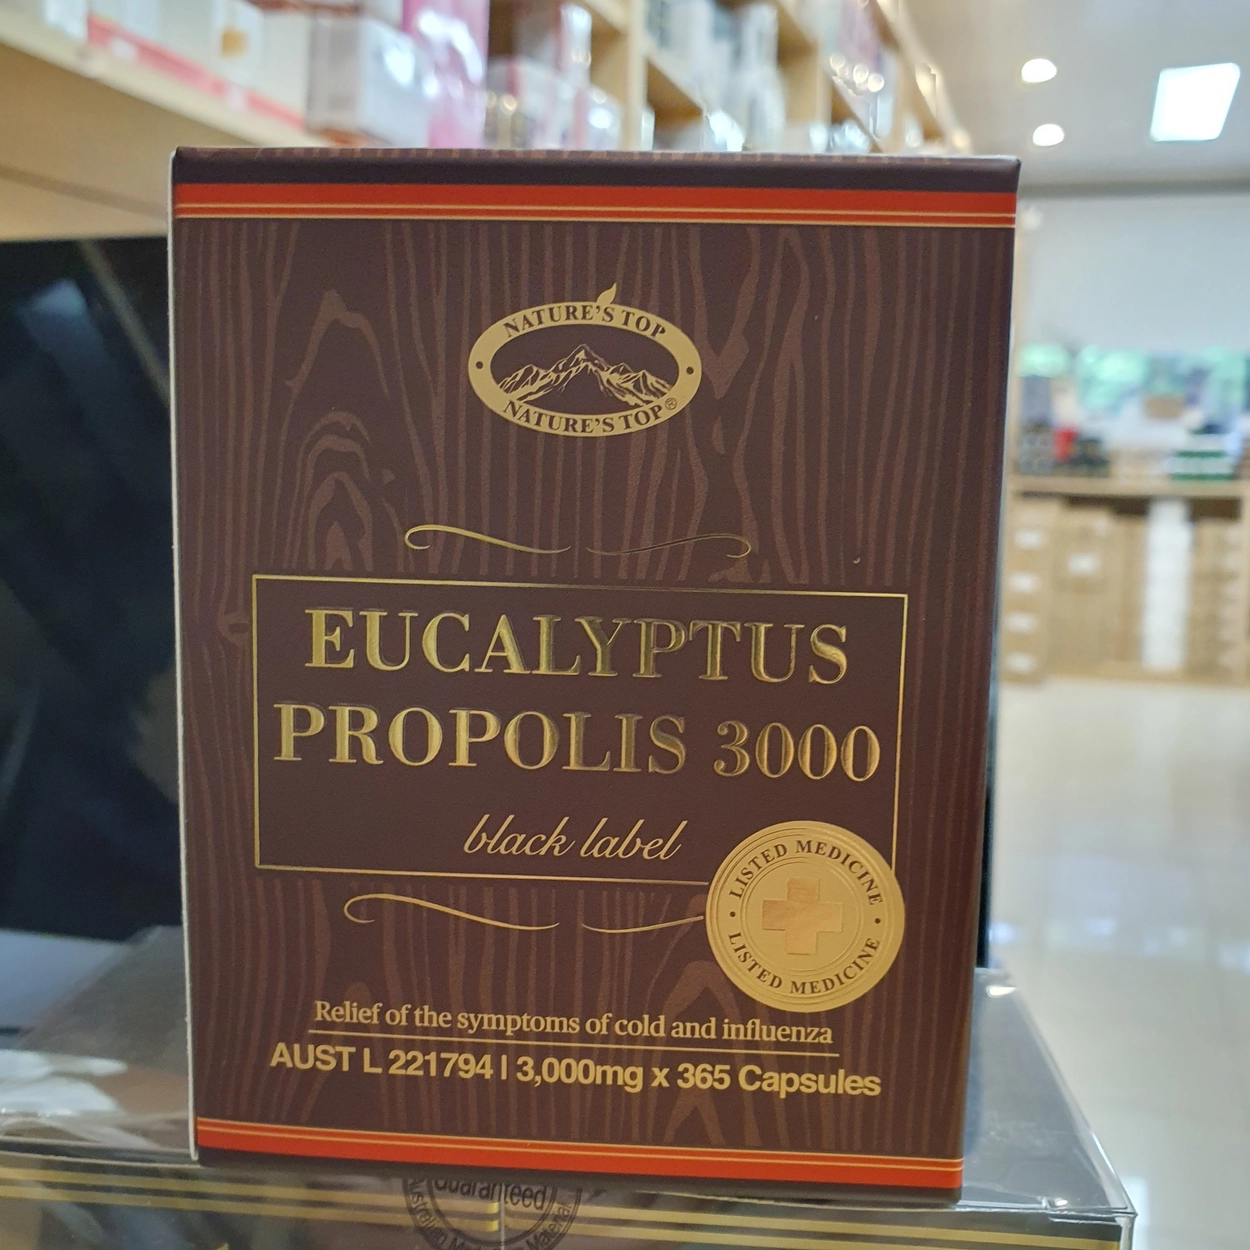 NATURE'S TOP
NATURE'S TOP®
EUCALYPTUS
PROPOLIS 3000
black label
LISTED MEDICINE
LISTED MEDICINE
Relief of the symptoms of cold and influenza
AUST L 221794 | 3,000mg x 365 Capsules
Guaranteed